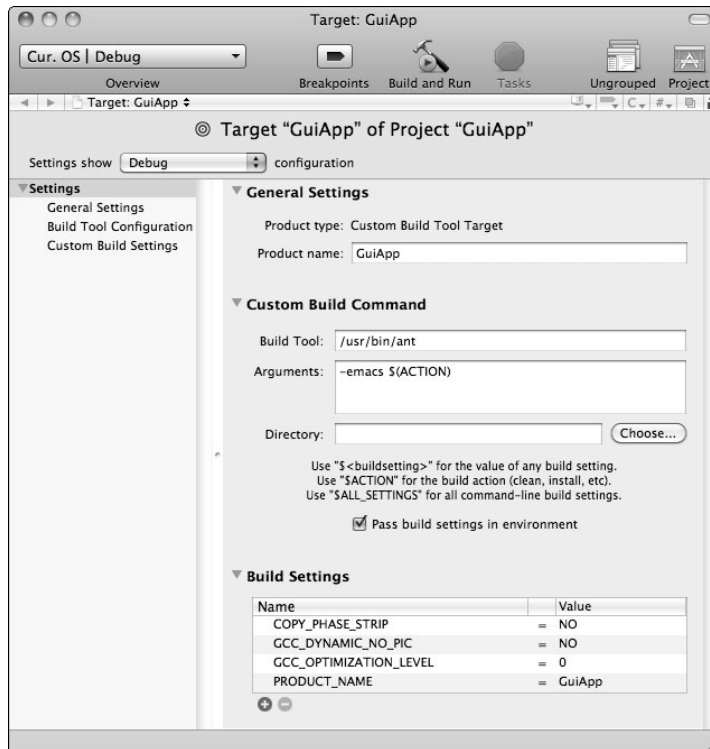 Target: GuiApp
Cur. OS | Debug
Overview
Breakpoints
Build and Run
Tasks
Ungrouped
Project
Target: GuiApp
C
#
Target “GuiApp” of Project “GuiApp”
Settings show Debug configuration
Settings
General Settings
Build Tool Configuration
Custom Build Settings
General Settings
Product type: Custom Build Tool Target
Product name: GuiApp
Custom Build Command
Build Tool: /usr/bin/ant
Arguments: -emacs $(ACTION)
Directory: Choose...
Use "$<buildsetting>" for the value of any build setting.
Use "$ACTION" for the build action (clean, install, etc).
Use "$ALL_SETTINGS" for all command-line build settings.
Pass build settings in environment
Build Settings
Name Value
COPY_PHASE_STRIP = NO
GCC_DYNAMIC_NO_PIC = NO
GCC_OPTIMIZATION_LEVEL = 0
PRODUCT_NAME = GuiApp